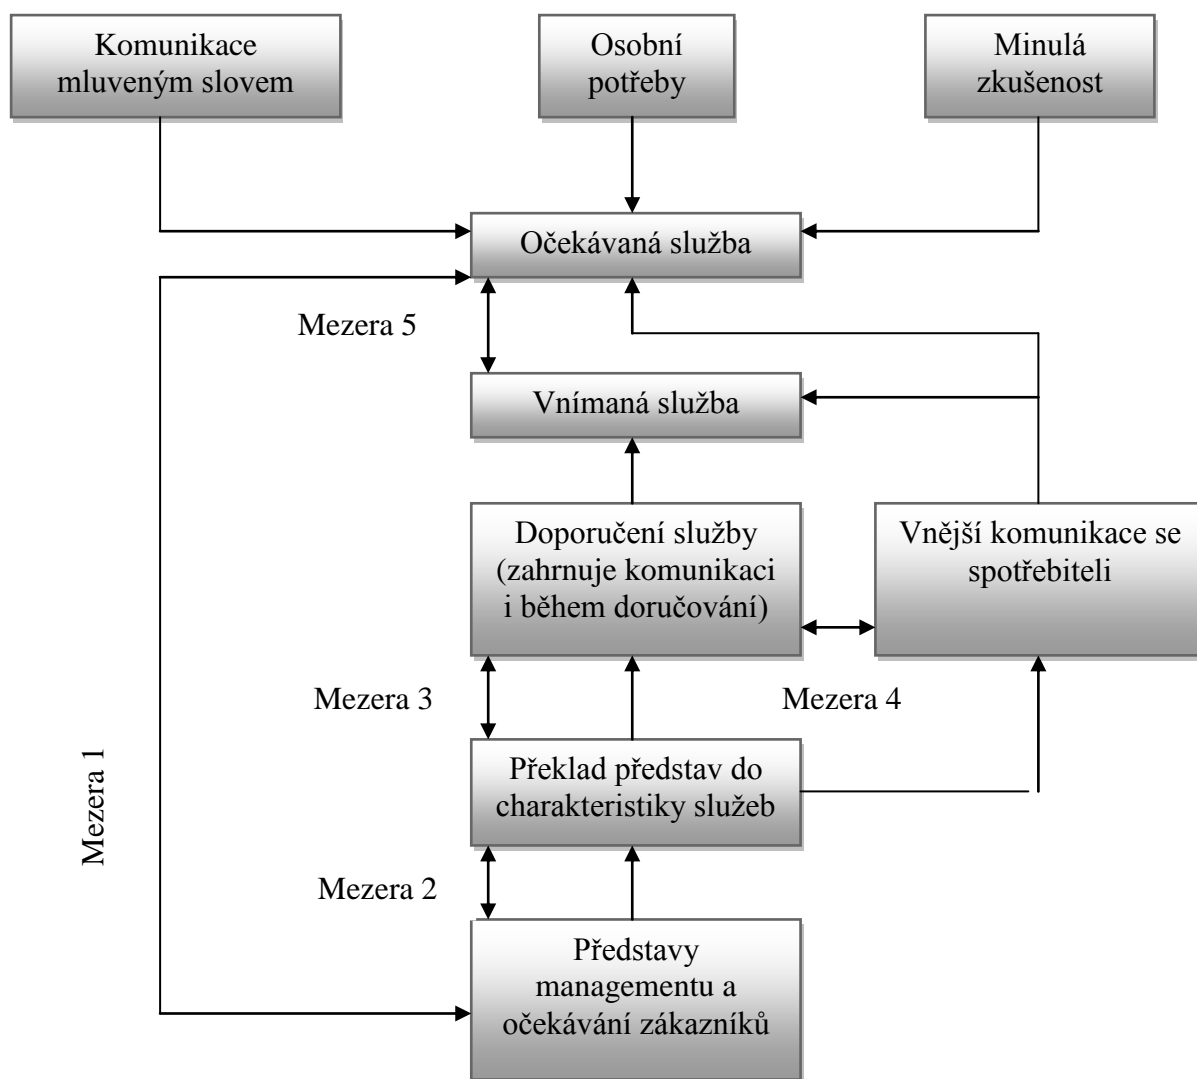 Komunikace
mluveným slovem
Osobní
potřeby
Minulá
zkušenost
Očekávaná služba
Mezera 5
Vnímaná služba
Doporučení služby
(zahrnuje komunikaci
i během doručování)
Vnější komunikace se
spotřebiteli
Mezera 3
Mezera 4
Mezera 1
Překlad představ do
charakteristiky služeb
Mezera 2
Představy
managementu a
očekávání zákazníků